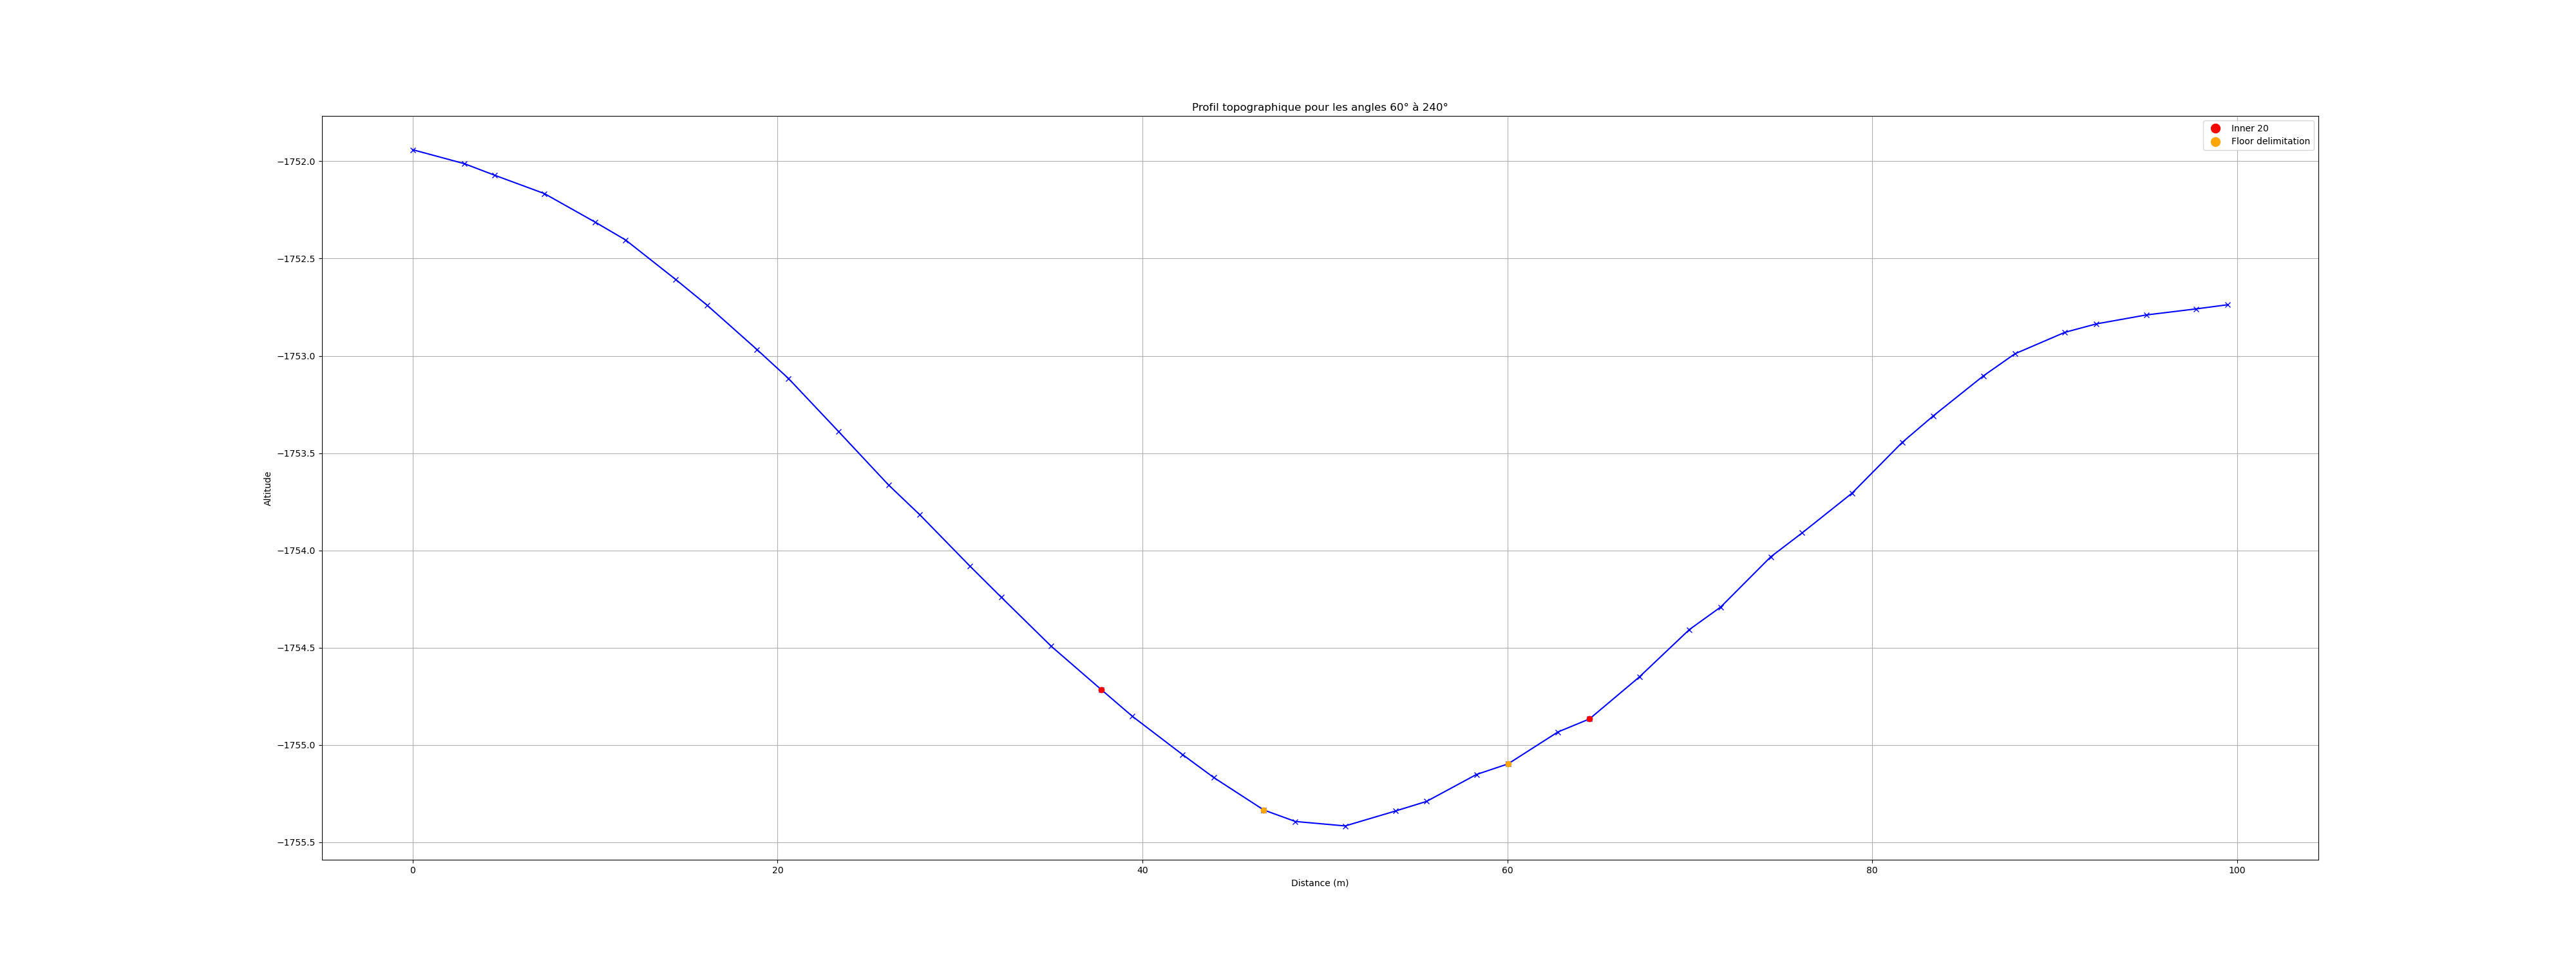 Profil topographique pour les angles 60° à 240°
Inner 20
Floor delimitation
−1752.0
−1752.5
−1753.0
−1753.5
−1754.0
−1754.5
−1755.0
−1755.5
Altitude
0 20 40 60 80 100
Distance (m)